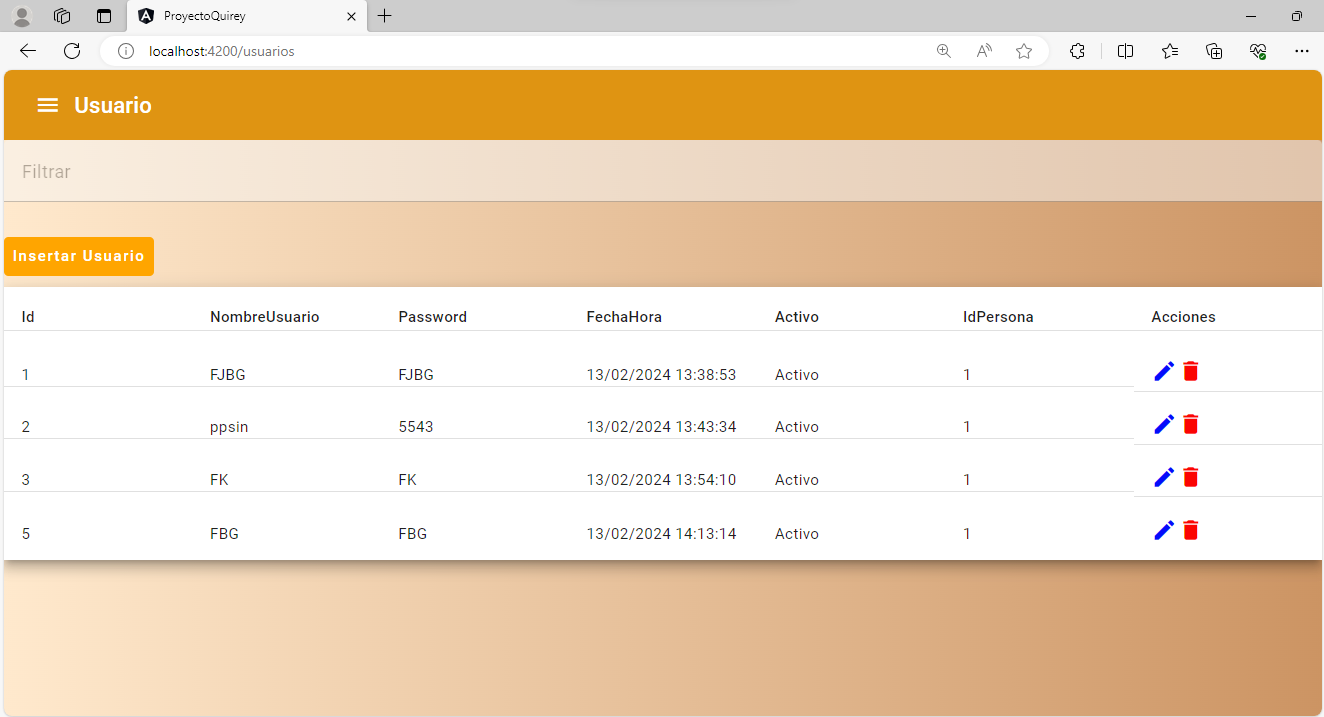 ProyectoQuirey
localhost:4200/usuarios
Usuario
Filtrar
Insertar Usuario
Id NombreUsuario Password FechaHora Activo IdPersona Acciones
1 FJBG FJBG 13/02/2024 13:38:53 Activo 1
2 ppsin 5543 13/02/2024 13:43:34 Activo 1
3 FK FK 13/02/2024 13:54:10 Activo 1
5 FBG FBG 13/02/2024 14:13:14 Activo 1